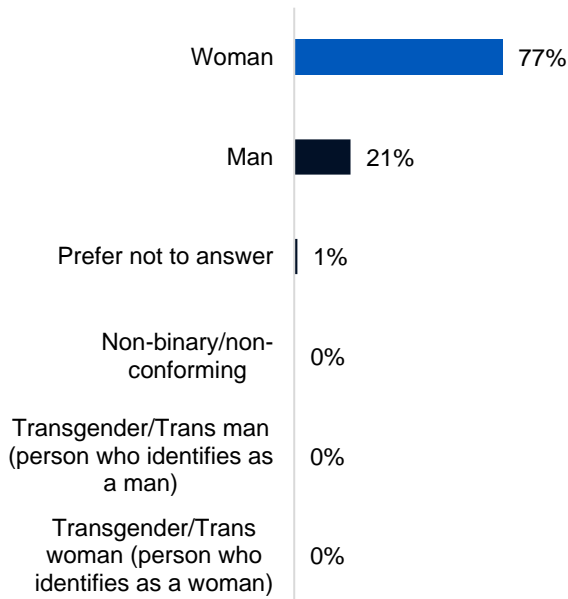 Woman
77%
Man
21%
Prefer not to answer
1%
Non-binary/non-
conforming
0%
Transgender/Trans man
(person who identifies as
a man)
0%
Transgender/Trans
woman (person who
identifies as a woman)
0%